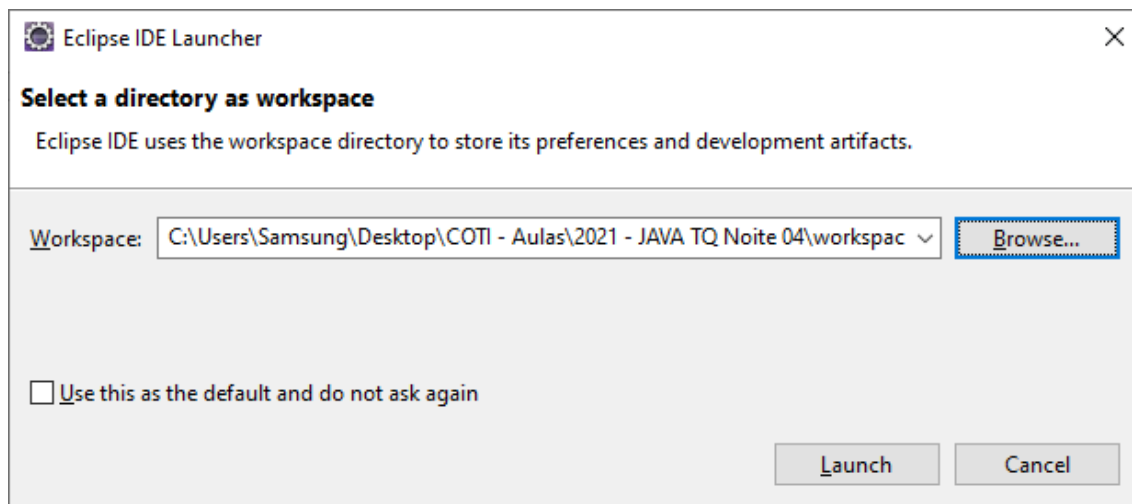 Eclipse IDE Launcher
Select a directory as workspace
Eclipse IDE uses the workspace directory to store its preferences and development artifacts.
Workspace: C:\Users\Samsung\Desktop\COTI - Aulas\2021 - JAVA TQ Noite 04\workspac Browse...
Use this as the default and do not ask again
Launch Cancel